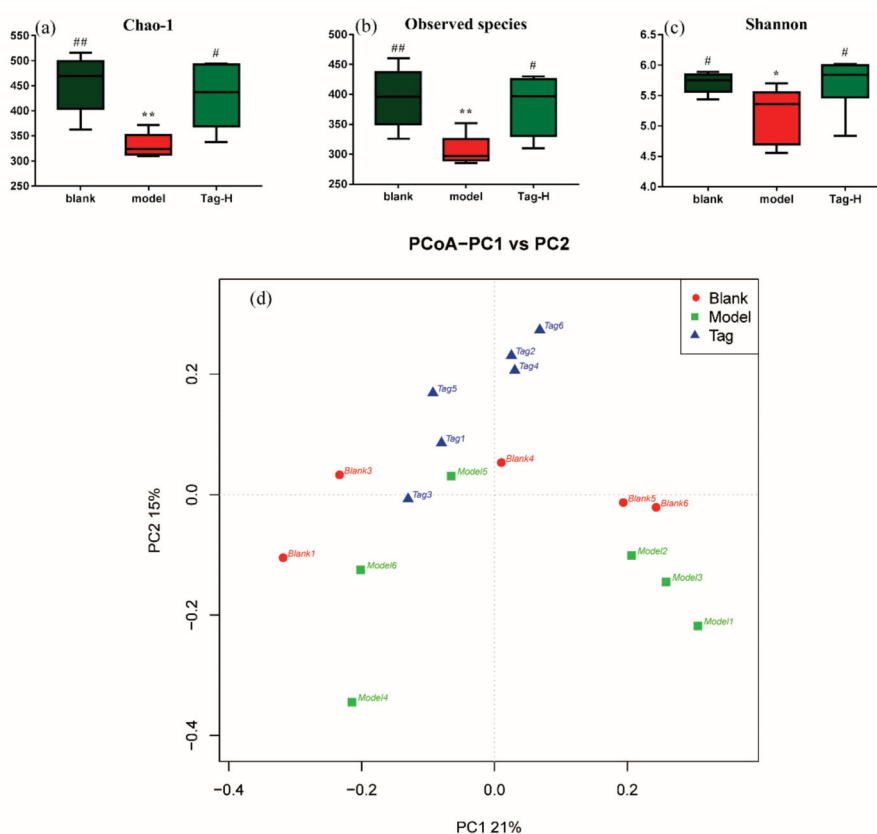 (a) Chao-1
##
#
**
550
500
450
400
350
300
250
blank model Tag-H
(b) Observed species
##
#
**
500
450
400
350
300
250
blank model Tag-H
(c) Shannon
#
#
*
6.5
6.0
5.5
5.0
4.5
4.0
blank model Tag-H
PCoA−PC1 vs PC2
(d)
Blank
Model
Tag
Tag6
Tag2
Tag4
Tag5
Tag1
Blank4
Blank3
Model5
Tag3
Blank5
Blank6
Blank1
Model2
Model6
Model3
Model1
Model4
PC2 15%
0.2
0.0
−0.2
−0.4
−0.4 −0.2 0.0 0.2
PC1 21%